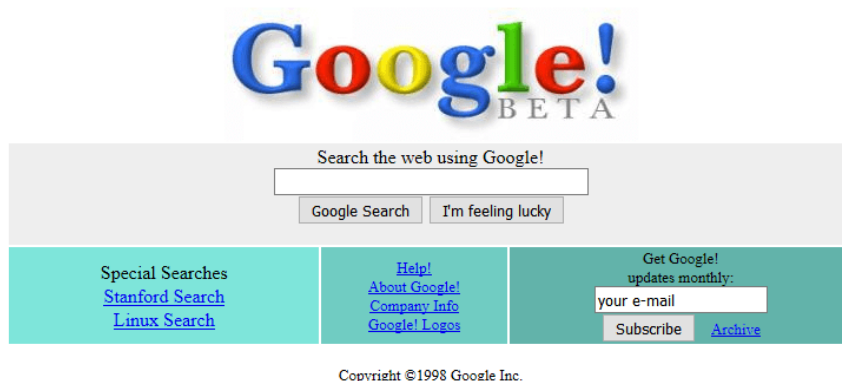 Google!
BETA
Search the web using Google!
Google Search I'm feeling lucky
Special Searches
Stanford Search
Linux Search
Help!
About Google!
Company Info
Google! Logos
Get Google!
updates monthly:
your e-mail
Subscribe Archive
Copyright ©1998 Google Inc.